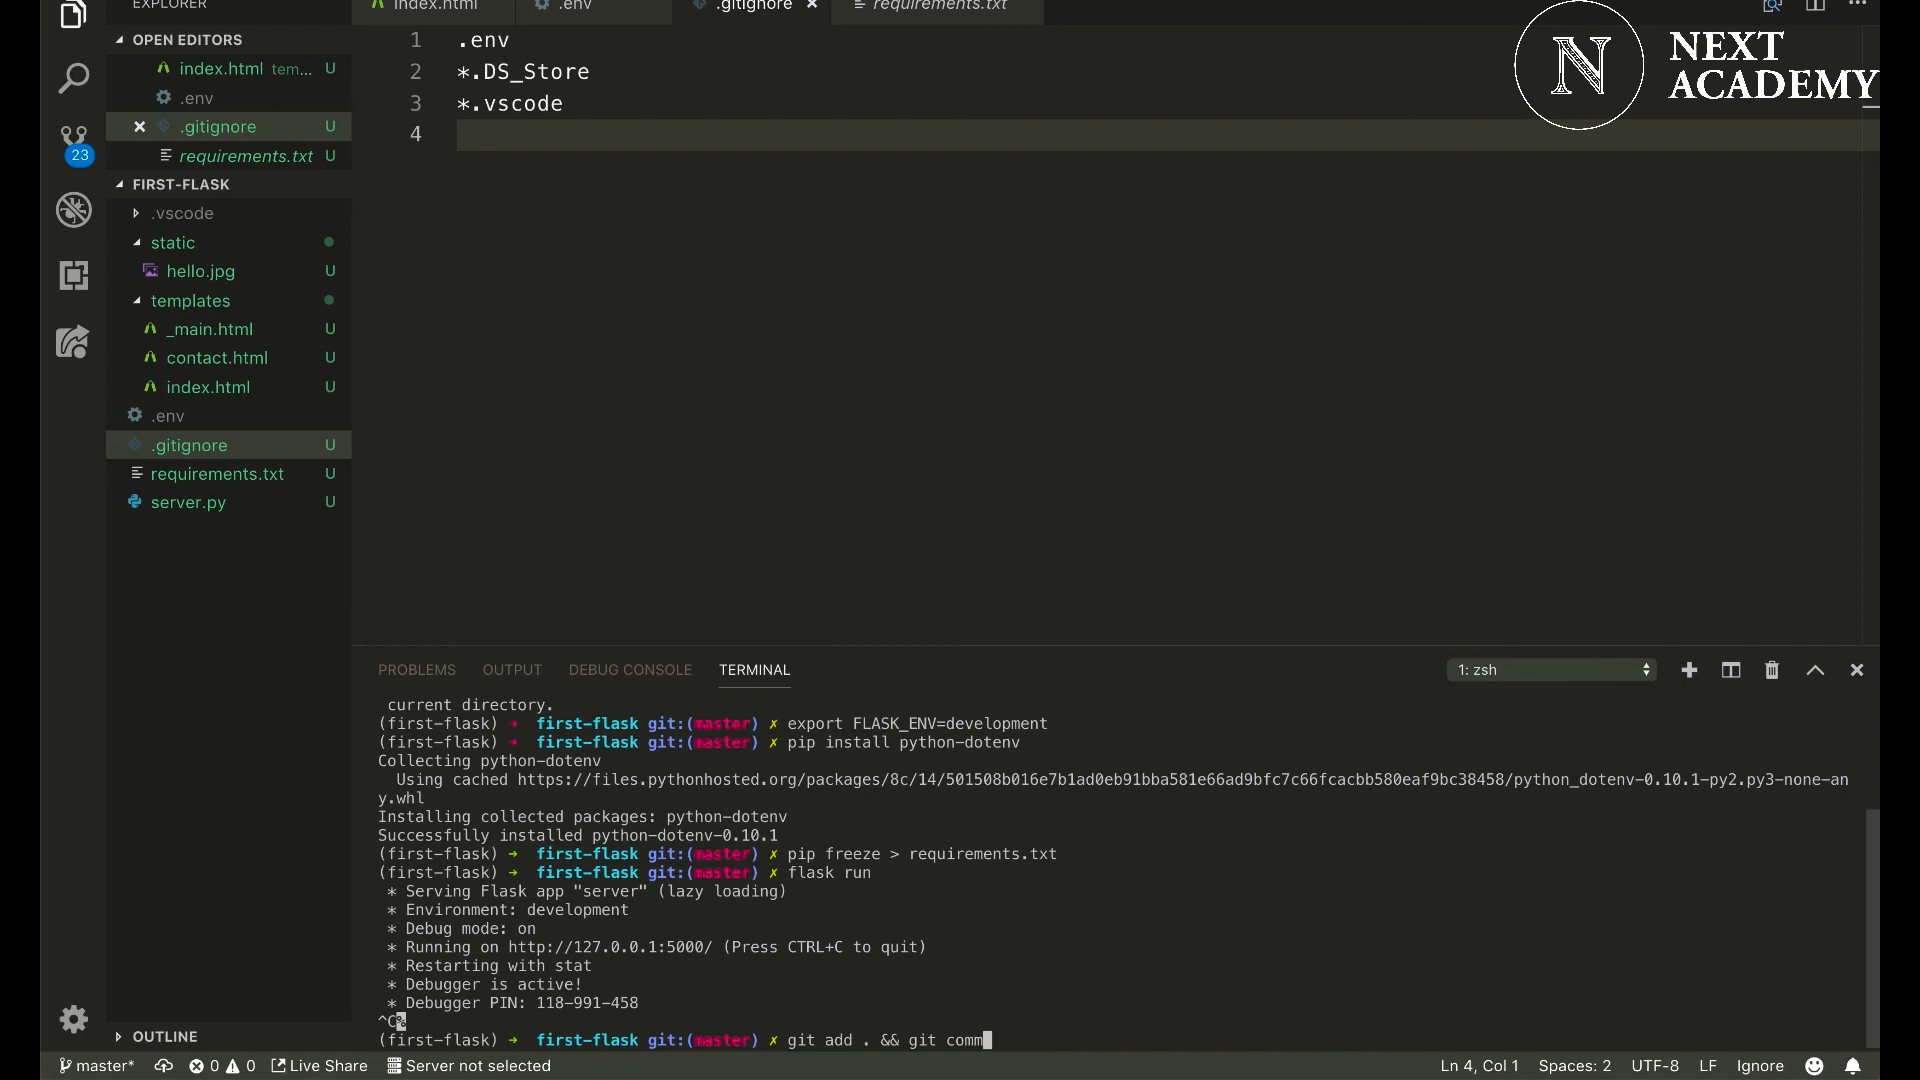 EXPLORER
index.html
.env
.gitignore
requirements.txt
OPEN EDITORS
index.html tem... U
.env
.gitignore U
requirements.txt U
23
FIRST-FLASK
.vscode
static
hello.jpg U
templates
_main.html U
contact.html U
index.html U
.env
.gitignore U
requirements.txt U
server.py U
OUTLINE
1 .env
2 *.DS_Store
3 *.vscode
4
N
NEXT
ACADEMY
PROBLEMS OUTPUT DEBUG CONSOLE TERMINAL
1: zsh
current directory.
(first-flask) ➜ first-flask git:(master) ✗ export FLASK_ENV=development
(first-flask) ➜ first-flask git:(master) ✗ pip install python-dotenv
Collecting python-dotenv
Using cached https://files.pythonhosted.org/packages/8c/14/501508b016e7b1ad0eb91bba581e66ad9bfc7c66fcacbb580eaf9bc38458/python_dotenv-0.10.1-py2.py3-none-an
y.whl
Installing collected packages: python-dotenv
Successfully installed python-dotenv-0.10.1
(first-flask) ➜ first-flask git:(master) ✗ pip freeze > requirements.txt
(first-flask) ➜ first-flask git:(master) ✗ flask run
* Serving Flask app "server" (lazy loading)
* Environment: development
* Debug mode: on
* Running on http://127.0.0.1:5000/ (Press CTRL+C to quit)
* Restarting with stat
* Debugger is active!
* Debugger PIN: 118-991-458
^C%
(first-flask) ➜ first-flask git:(master) ✗ git add . && git comm
master* 0 0 Live Share Server not selected
Ln 4, Col 1 Spaces: 2 UTF-8 LF Ignore